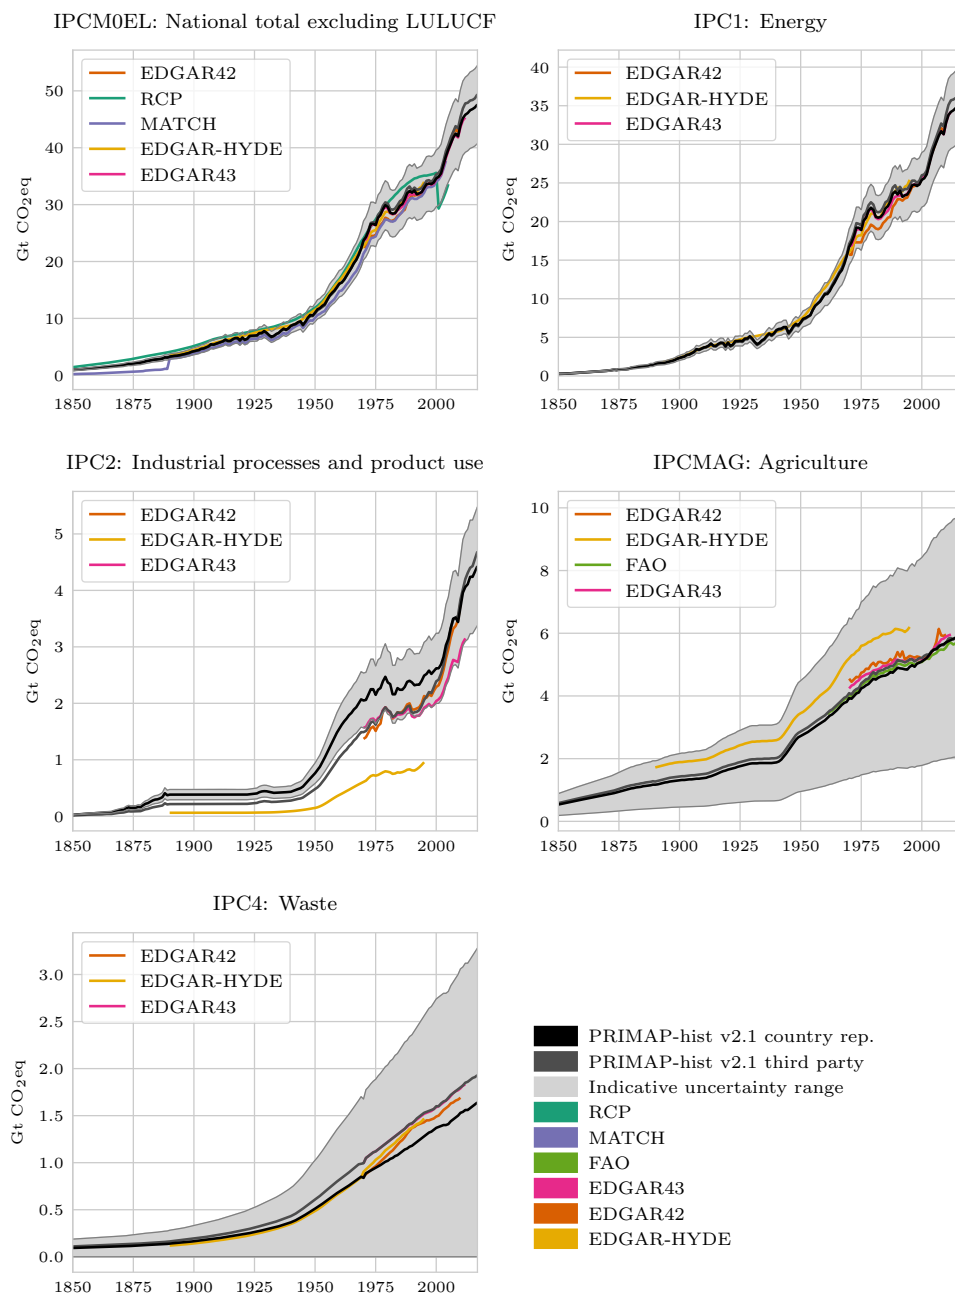 IPCM0EL: National total excluding LULUCF
EDGAR42
RCP
MATCH
EDGAR-HYDE
EDGAR43
Gt CO₂eq
50
40
30
20
10
0
1850
1875
1900
1925
1950
1975
2000
IPC1: Energy
EDGAR42
EDGAR-HYDE
EDGAR43
Gt CO₂eq
40
35
30
25
20
15
10
5
0
1850
1875
1900
1925
1950
1975
2000
IPC2: Industrial processes and product use
EDGAR42
EDGAR-HYDE
EDGAR43
Gt CO₂eq
5
4
3
2
1
0
1850
1875
1900
1925
1950
1975
2000
IPCMAG: Agriculture
EDGAR42
EDGAR-HYDE
FAO
EDGAR43
Gt CO₂eq
10
8
6
4
2
0
1850
1875
1900
1925
1950
1975
2000
IPC4: Waste
EDGAR42
EDGAR-HYDE
EDGAR43
Gt CO₂eq
3.0
2.5
2.0
1.5
1.0
0.5
0.0
1850
1875
1900
1925
1950
1975
2000
PRIMAP-hist v2.1 country rep.
PRIMAP-hist v2.1 third party
Indicative uncertainty range
RCP
MATCH
FAO
EDGAR43
EDGAR42
EDGAR-HYDE